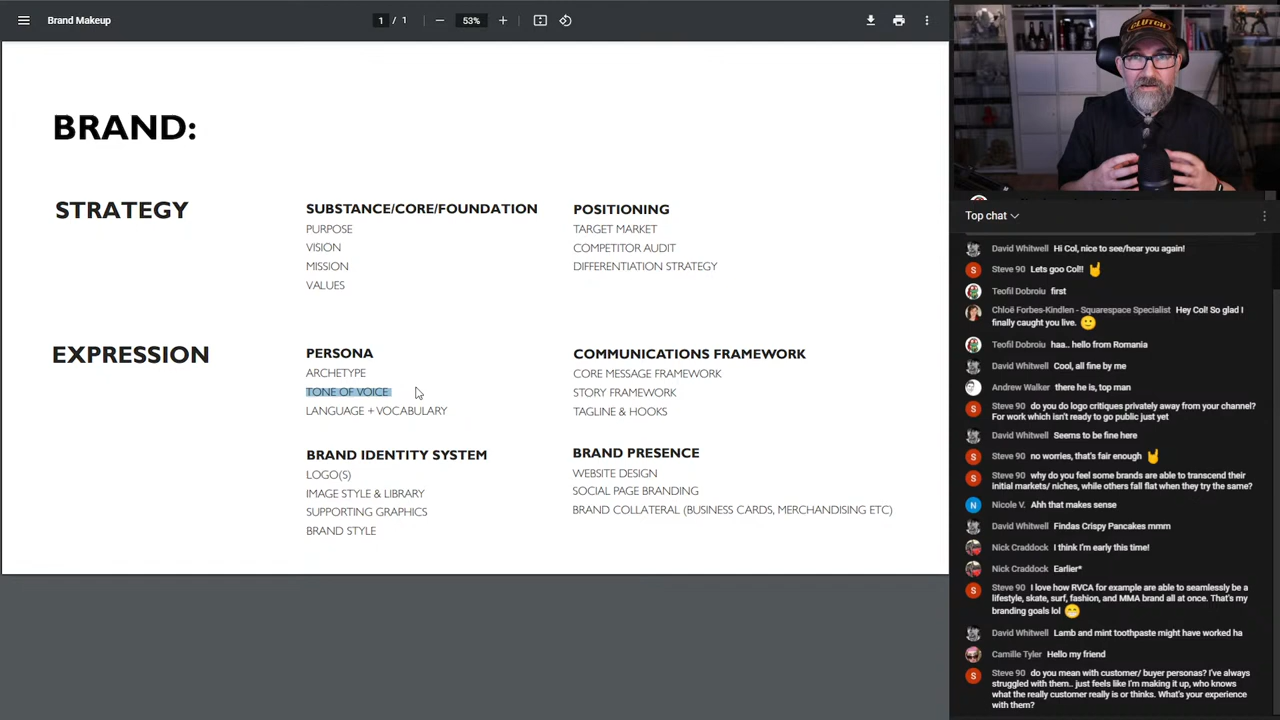 Brand Makeup
1 / 1
53%
BRAND:
STRATEGY
SUBSTANCE/CORE/FOUNDATION
PURPOSE
VISION
MISSION
VALUES
POSITIONING
TARGET MARKET
COMPETITOR AUDIT
DIFFERENTIATION STRATEGY
EXPRESSION
PERSONA
ARCHETYPE
TONE OF VOICE
LANGUAGE + VOCABULARY
COMMUNICATIONS FRAMEWORK
CORE MESSAGE FRAMEWORK
STORY FRAMEWORK
TAGLINE & HOOKS
BRAND IDENTITY SYSTEM
LOGO(S)
IMAGE STYLE & LIBRARY
SUPPORTING GRAPHICS
BRAND STYLE
BRAND PRESENCE
WEBSITE DESIGN
SOCIAL PAGE BRANDING
BRAND COLLATERAL (BUSINESS CARDS, MERCHANDISING ETC)
CLUTCH
Top chat
David Whitwell Hi Col, nice to see/hear you again!
S Steve 90 Lets goo Col!! 🤘
Teofil Dobroiu first
Chloë Forbes-Kindlen - Squarespace Specialist Hey Col! So glad I
finally caught you live. 🙂
Teofil Dobroiu haa.. hello from Romania
David Whitwell Cool, all fine by me
Andrew Walker there he is, top man
S Steve 90 do you do logo critiques privately away from your channel?
For work which isn't ready to go public just yet
David Whitwell Seems to be fine here
S Steve 90 no worries, that's fair enough 🤘
S Steve 90 why do you feel some brands are able to transcend their
initial markets/ niches, while others fall flat when they try the same?
N Nicole V. Ahh that makes sense
David Whitwell Findas Crispy Pancakes mmm
Nick Craddock I think I'm early this time!
Nick Craddock Earlier*
S Steve 90 I love how RVCA for example are able to seamlessly be a
lifestyle, skate, surf, fashion, and MMA brand all at once. That's my
branding goals lol 😁
David Whitwell Lamb and mint toothpaste might have worked ha
Camille Tyler Hello my friend
S Steve 90 do you mean with customer/ buyer personas? I've always
struggled with them.. just feels like I'm making it up, who knows
what the really customer really is or thinks. What's your experience
with them?